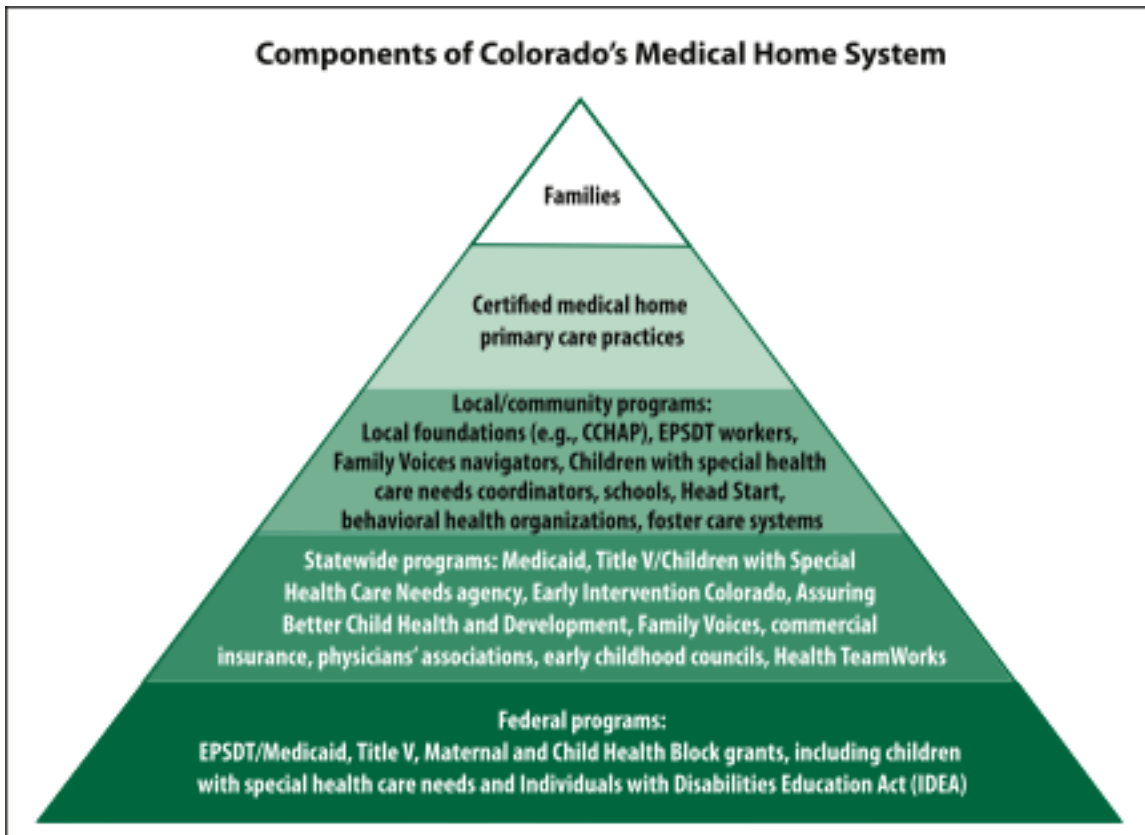 Components of Colorado's Medical Home System
Families
Certified medical home
primary care practices
Local/community programs:
Local foundations (e.g., CCHAP), EPSDT workers,
Family Voices navigators, Children with special health
care needs coordinators, schools, Head Start,
behavioral health organizations, foster care systems
Statewide programs: Medicaid, Title V/Children with Special
Health Care Needs agency, Early Intervention Colorado, Assuring
Better Child Health and Development, Family Voices, commercial
insurance, physicians' associations, early childhood councils, Health TeamWorks
Federal programs:
EPSDT/Medicaid, Title V, Maternal and Child Health Block grants, including children
with special health care needs and Individuals with Disabilities Education Act (IDEA)